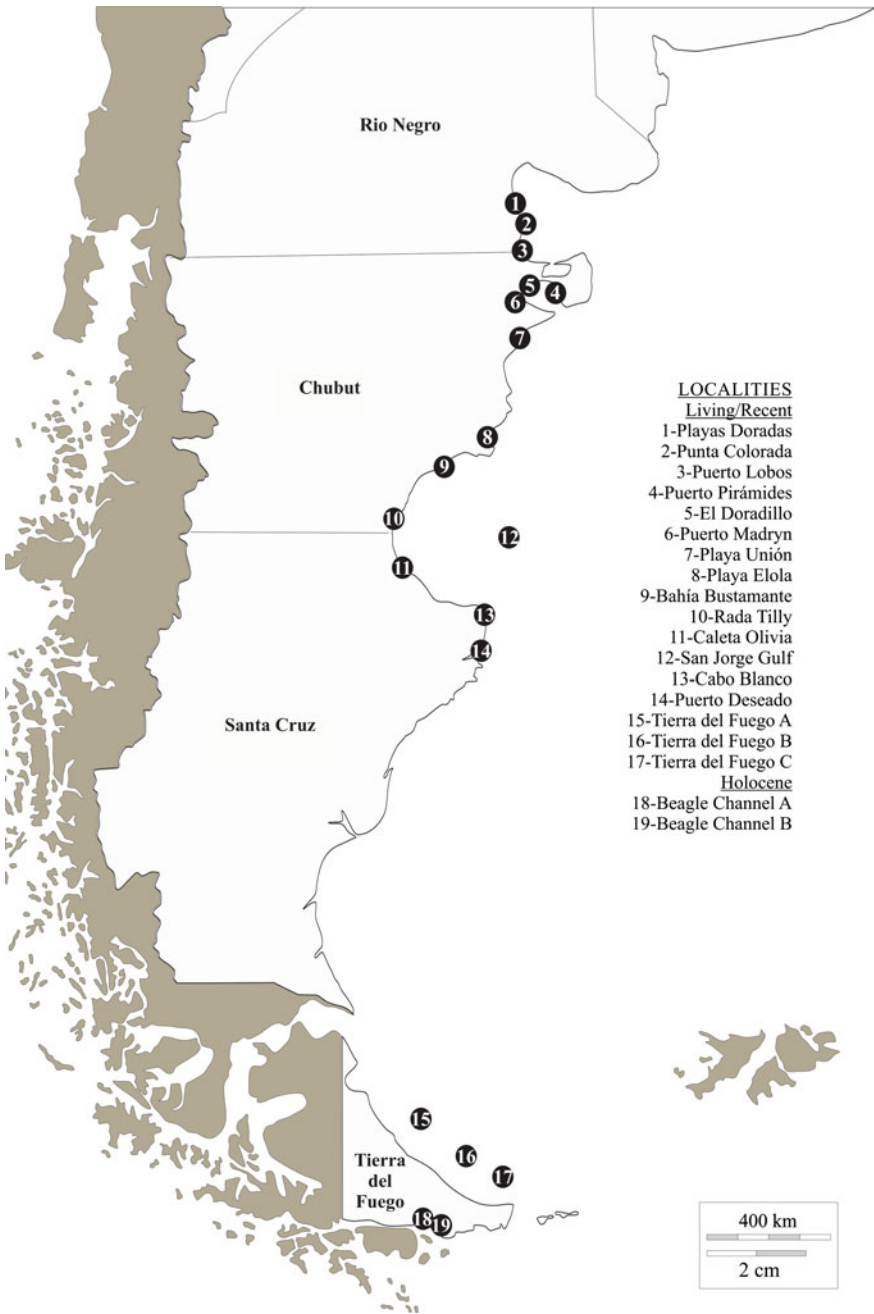 Rio Negro
1
2
3
5
4
6
7
Chubut
8
9
10
12
11
13
14
Santa Cruz
15
16
17
Tierra
del
Fuego
18
19
LOCALITIES
Living/Recent
1-Playas Doradas
2-Punta Colorada
3-Puerto Lobos
4-Puerto Pirámides
5-El Doradillo
6-Puerto Madryn
7-Playa Unión
8-Playa Elola
9-Bahía Bustamante
10-Rada Tilly
11-Caleta Olivia
12-San Jorge Gulf
13-Cabo Blanco
14-Puerto Deseado
15-Tierra del Fuego A
16-Tierra del Fuego B
17-Tierra del Fuego C
Holocene
18-Beagle Channel A
19-Beagle Channel B
400 km
2 cm